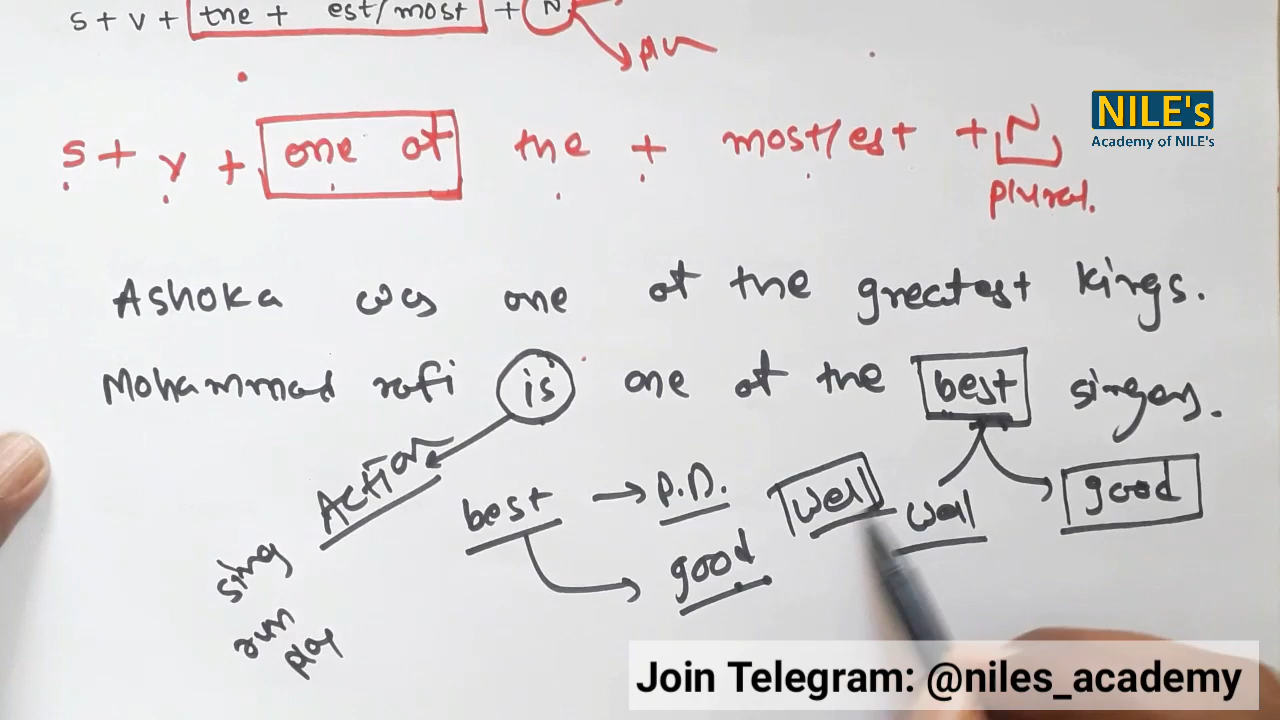 s + v + the + est/most + N
plu
s + v + one of the + most/est + N
plural.
NILE's
Academy of NILE's
Ashoka was one of the greatest kings.
Mohammad rafi is one of the best singers.
Action
best → P.D. well well good
good
sing
run
play
Join Telegram: @niles_academy